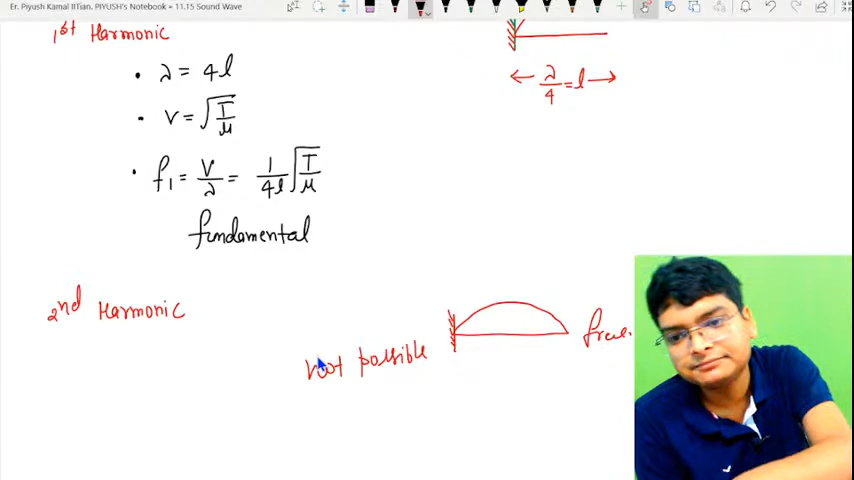 Er. Piyush Kamal IITian. PIYUSH's Notebook » 11.15 Sound Wave
1st Harmonic
• λ = 4l
← λ/4 = l →
• v = √(T/μ)
• f₁ = v/λ = 1/4l √(T/μ)
fundamental
2nd Harmonic
free.
not possible